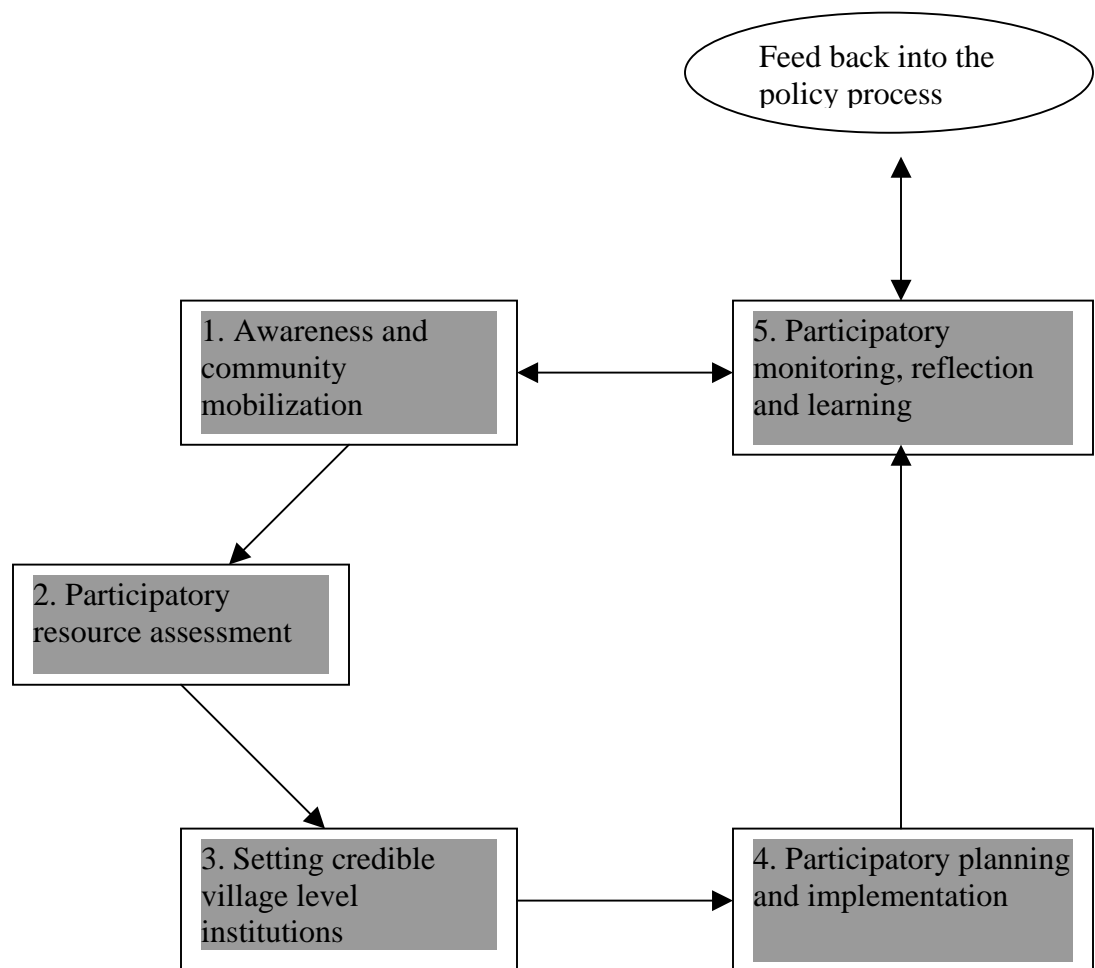 Feed back into the
policy process
1. Awareness and
community
mobilization
5. Participatory
monitoring, reflection
and learning
2. Participatory
resource assessment
3. Setting credible
village level
institutions
4. Participatory planning
and implementation